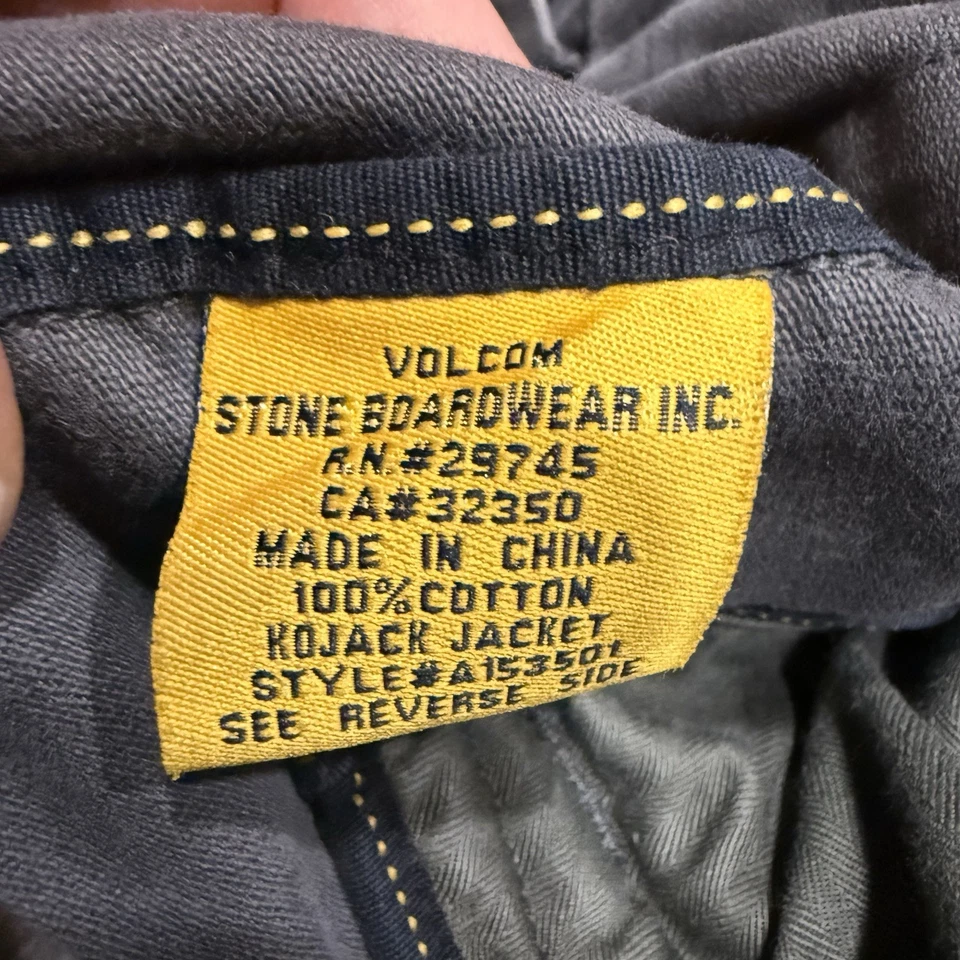 VOLCOM
STONE BOARDWEAR INC.
R.N.#29745
CA#32350
MADE IN CHINA
100%COTTON
KOJACK JACKET
STYLE#A153501
SEE REVERSE SIDE